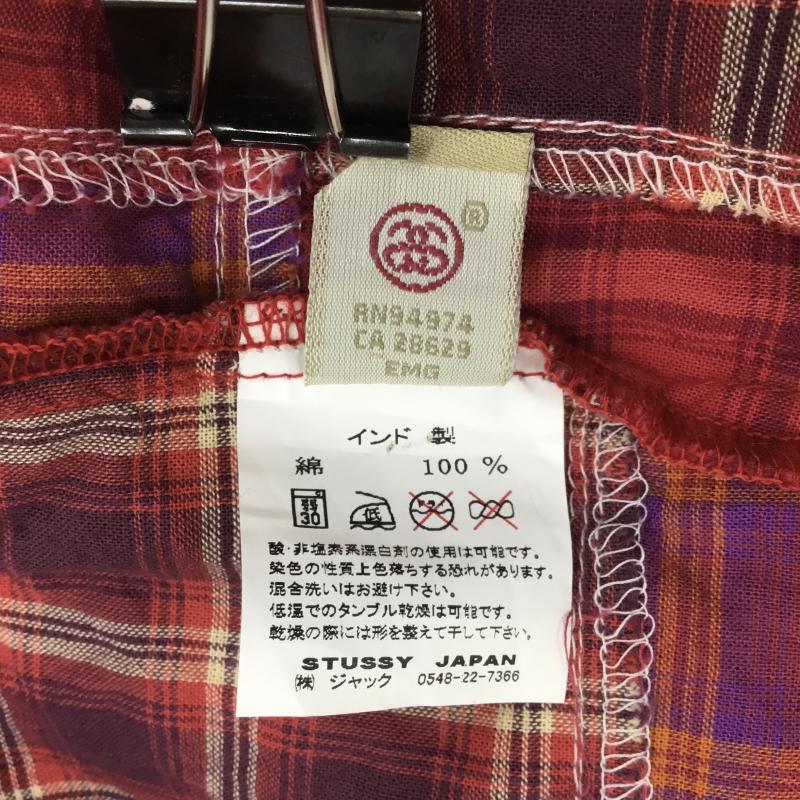 ®
RN94974
CA 28629
EMG
インド 製
綿 100 %
弱 30 低
酸・非塩素系漂白剤の使用は可能です。
染色の性質上色落ちする恐れがあります。
混合洗いはお避け下さい。
低温でのタンブル乾燥は可能です。
乾燥の際には形を整えて干して下さい。
STUSSY JAPAN
㈱ ジャック 0548-22-7366